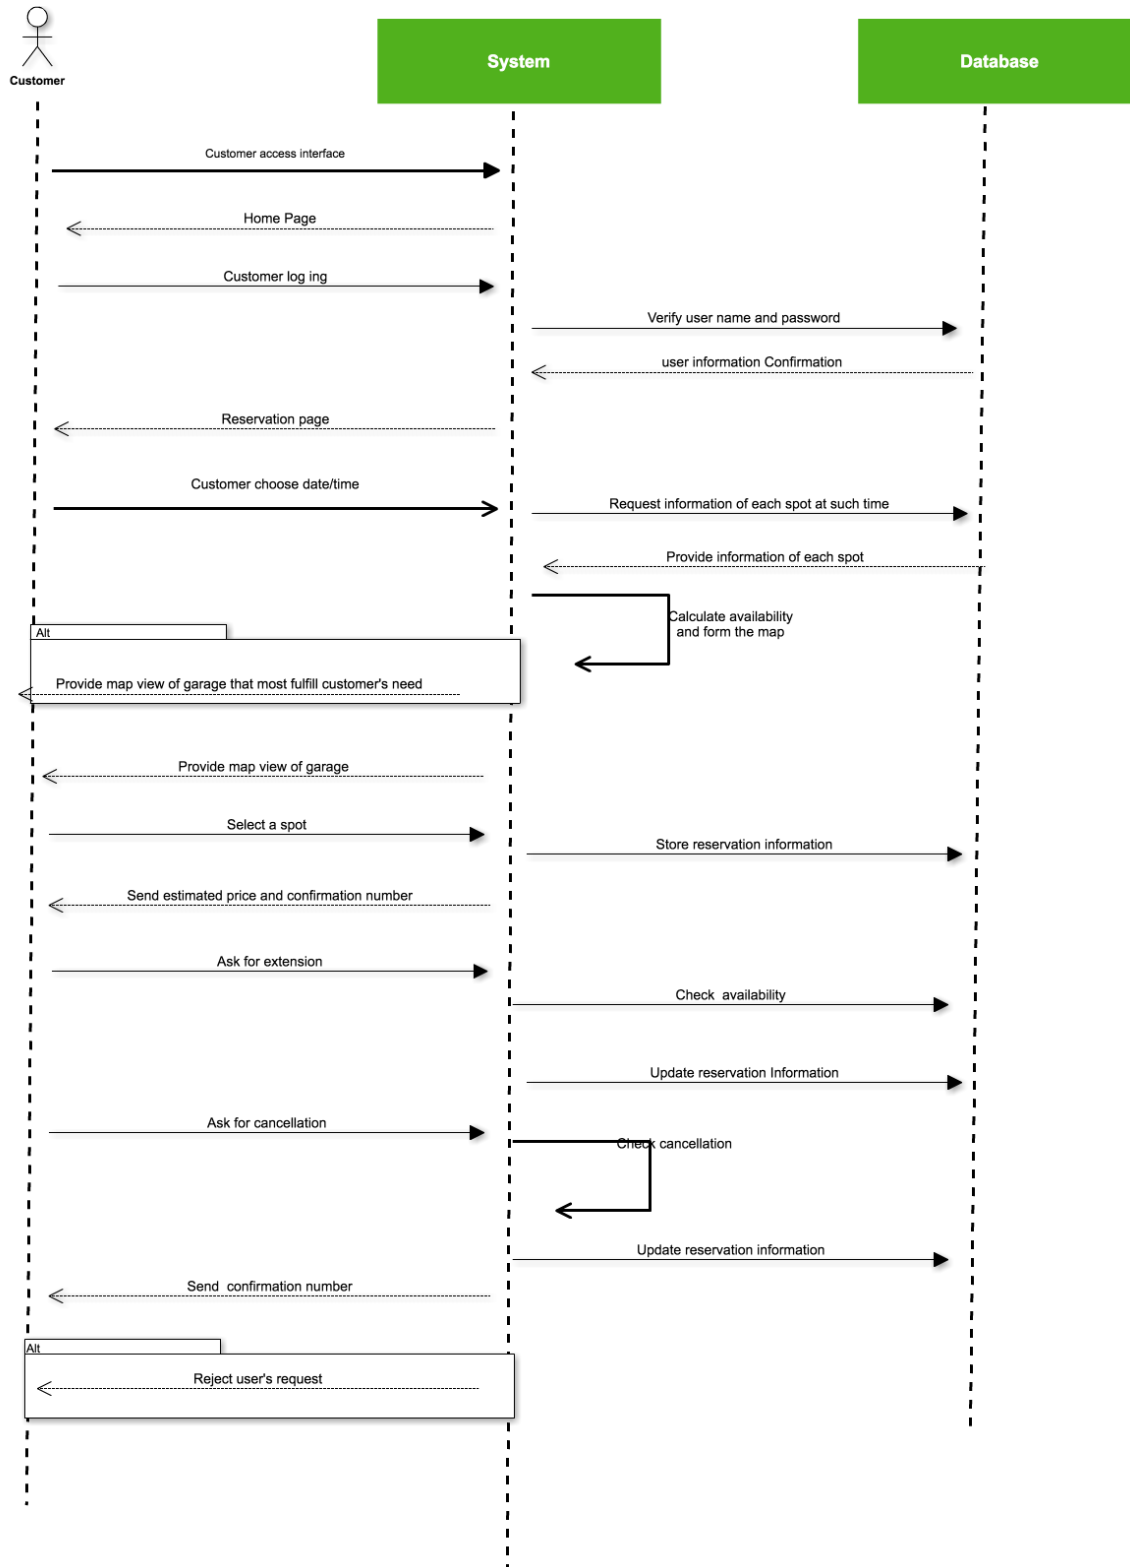 Customer
System
Database
Customer access interface
Home Page
Customer log ing
Verify user name and password
user information Confirmation
Reservation page
Customer choose date/time
Request information of each spot at such time
Provide information of each spot
Calculate availability
and form the map
Alt
Provide map view of garage that most fulfill customer's need
Provide map view of garage
Select a spot
Store reservation information
Send estimated price and confirmation number
Ask for extension
Check  availability
Update reservation Information
Ask for cancellation
Check cancellation
Update reservation information
Send  confirmation number
Alt
Reject user's request